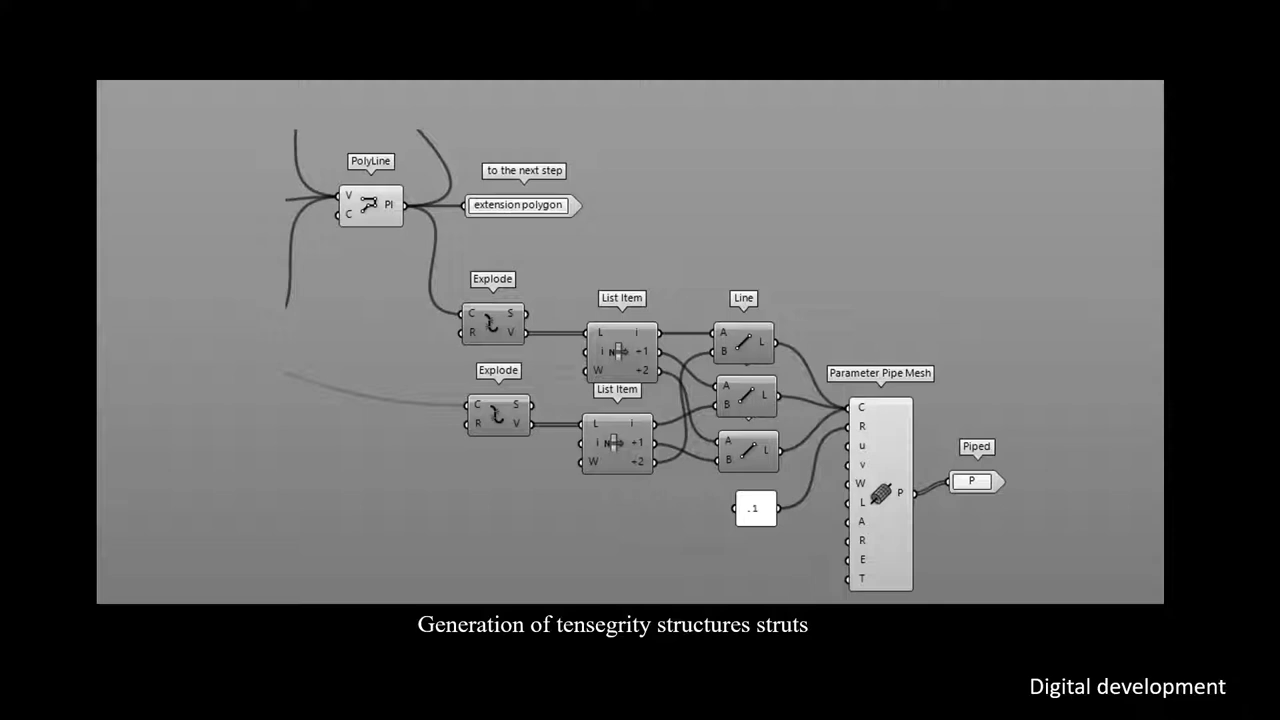 PolyLine
V
C
Pl
to the next step
extension polygon
Explode
C
R
S
V
List Item
L
i
W
i
+1
+2
Line
A
B
L
A
B
L
A
B
L
Explode
C
R
S
V
List Item
L
i
W
i
+1
+2
.1
Parameter Pipe Mesh
C
R
u
v
W
L
A
R
E
T
P
Piped
P
Generation of tensegrity structures struts
Digital development